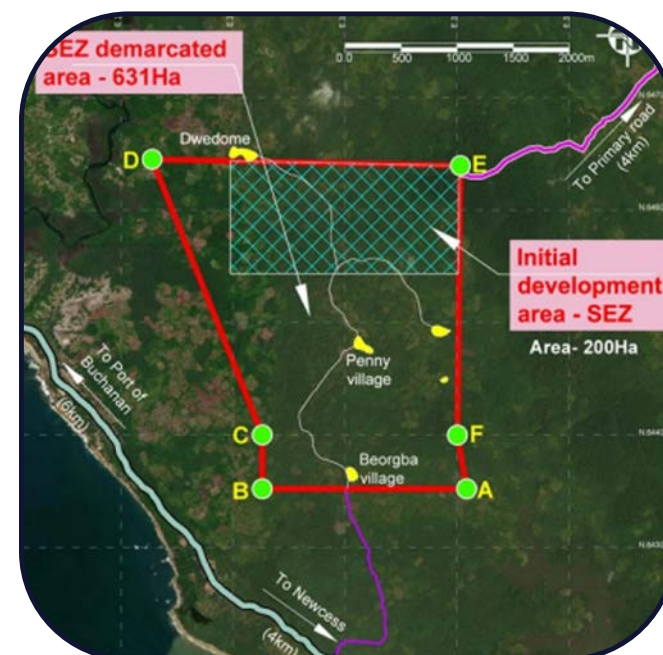 SEZ demarcated
area - 631Ha
0.0 500 1000 2000m
Dwedome
D
E
To Primary road
(4km)
Initial
development
area - SEZ
Area- 200Ha
To Port of
Buchanan
(6km)
Penny
village
C
F
Beorgba
village
B
A
To Newcess
(4km)